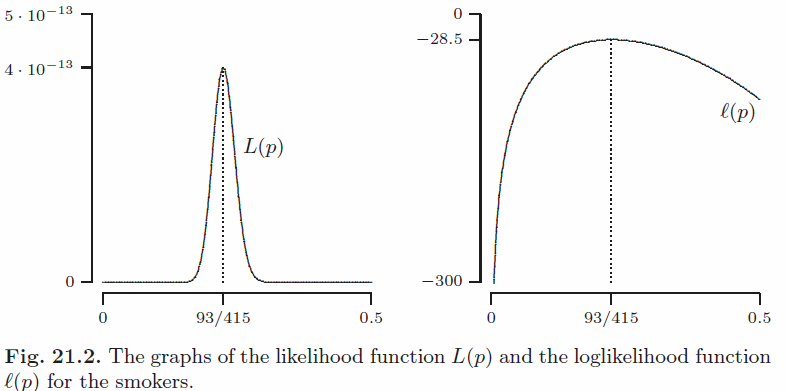 5 · 10⁻¹³
4 · 10⁻¹³
L(p)
0
0 93/415 0.5
0
−28.5
ℓ(p)
−300
0 93/415 0.5
Fig. 21.2. The graphs of the likelihood function L(p) and the loglikelihood function
ℓ(p) for the smokers.